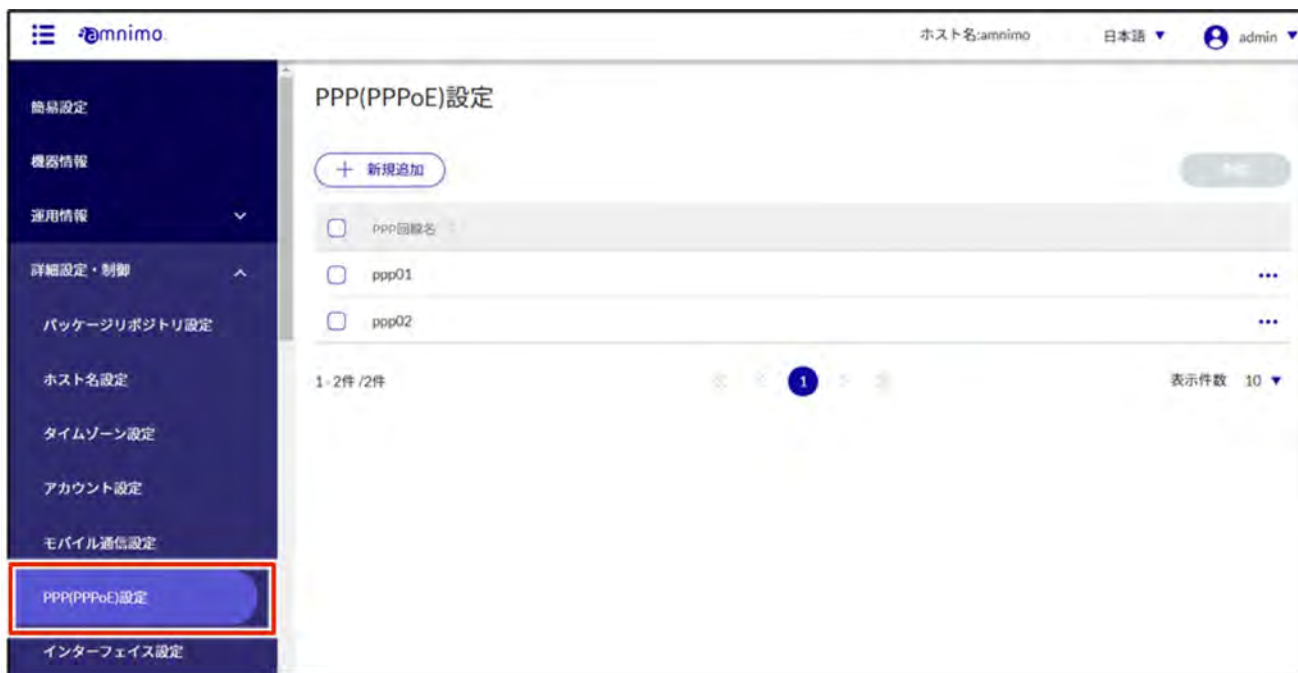 amnimo
ホスト名:amnimo
日本語
admin
簡易設定
機器情報
運用情報
詳細設定・制御
パッケージリポジトリ設定
ホスト名設定
タイムゾーン設定
アカウント設定
モバイル通信設定
PPP(PPPoE)設定
インターフェイス設定
PPP(PPPoE)設定
新規追加
PPP回線名
ppp01
ppp02
1 - 2件 /2件
1
表示件数 10